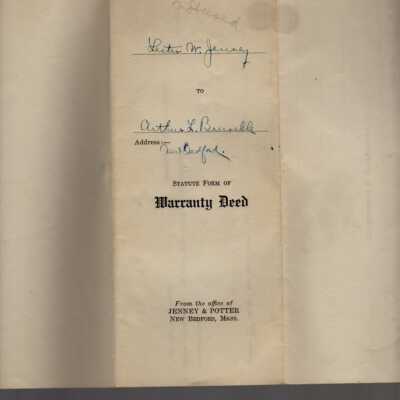 Lester W. Jenney
TO
Arthur L.
Address:—
New Bedford.
STATUTE FORM OF
Warranty Deed
From the office of
JENNEY & POTTER
NEW BEDFORD, MASS.